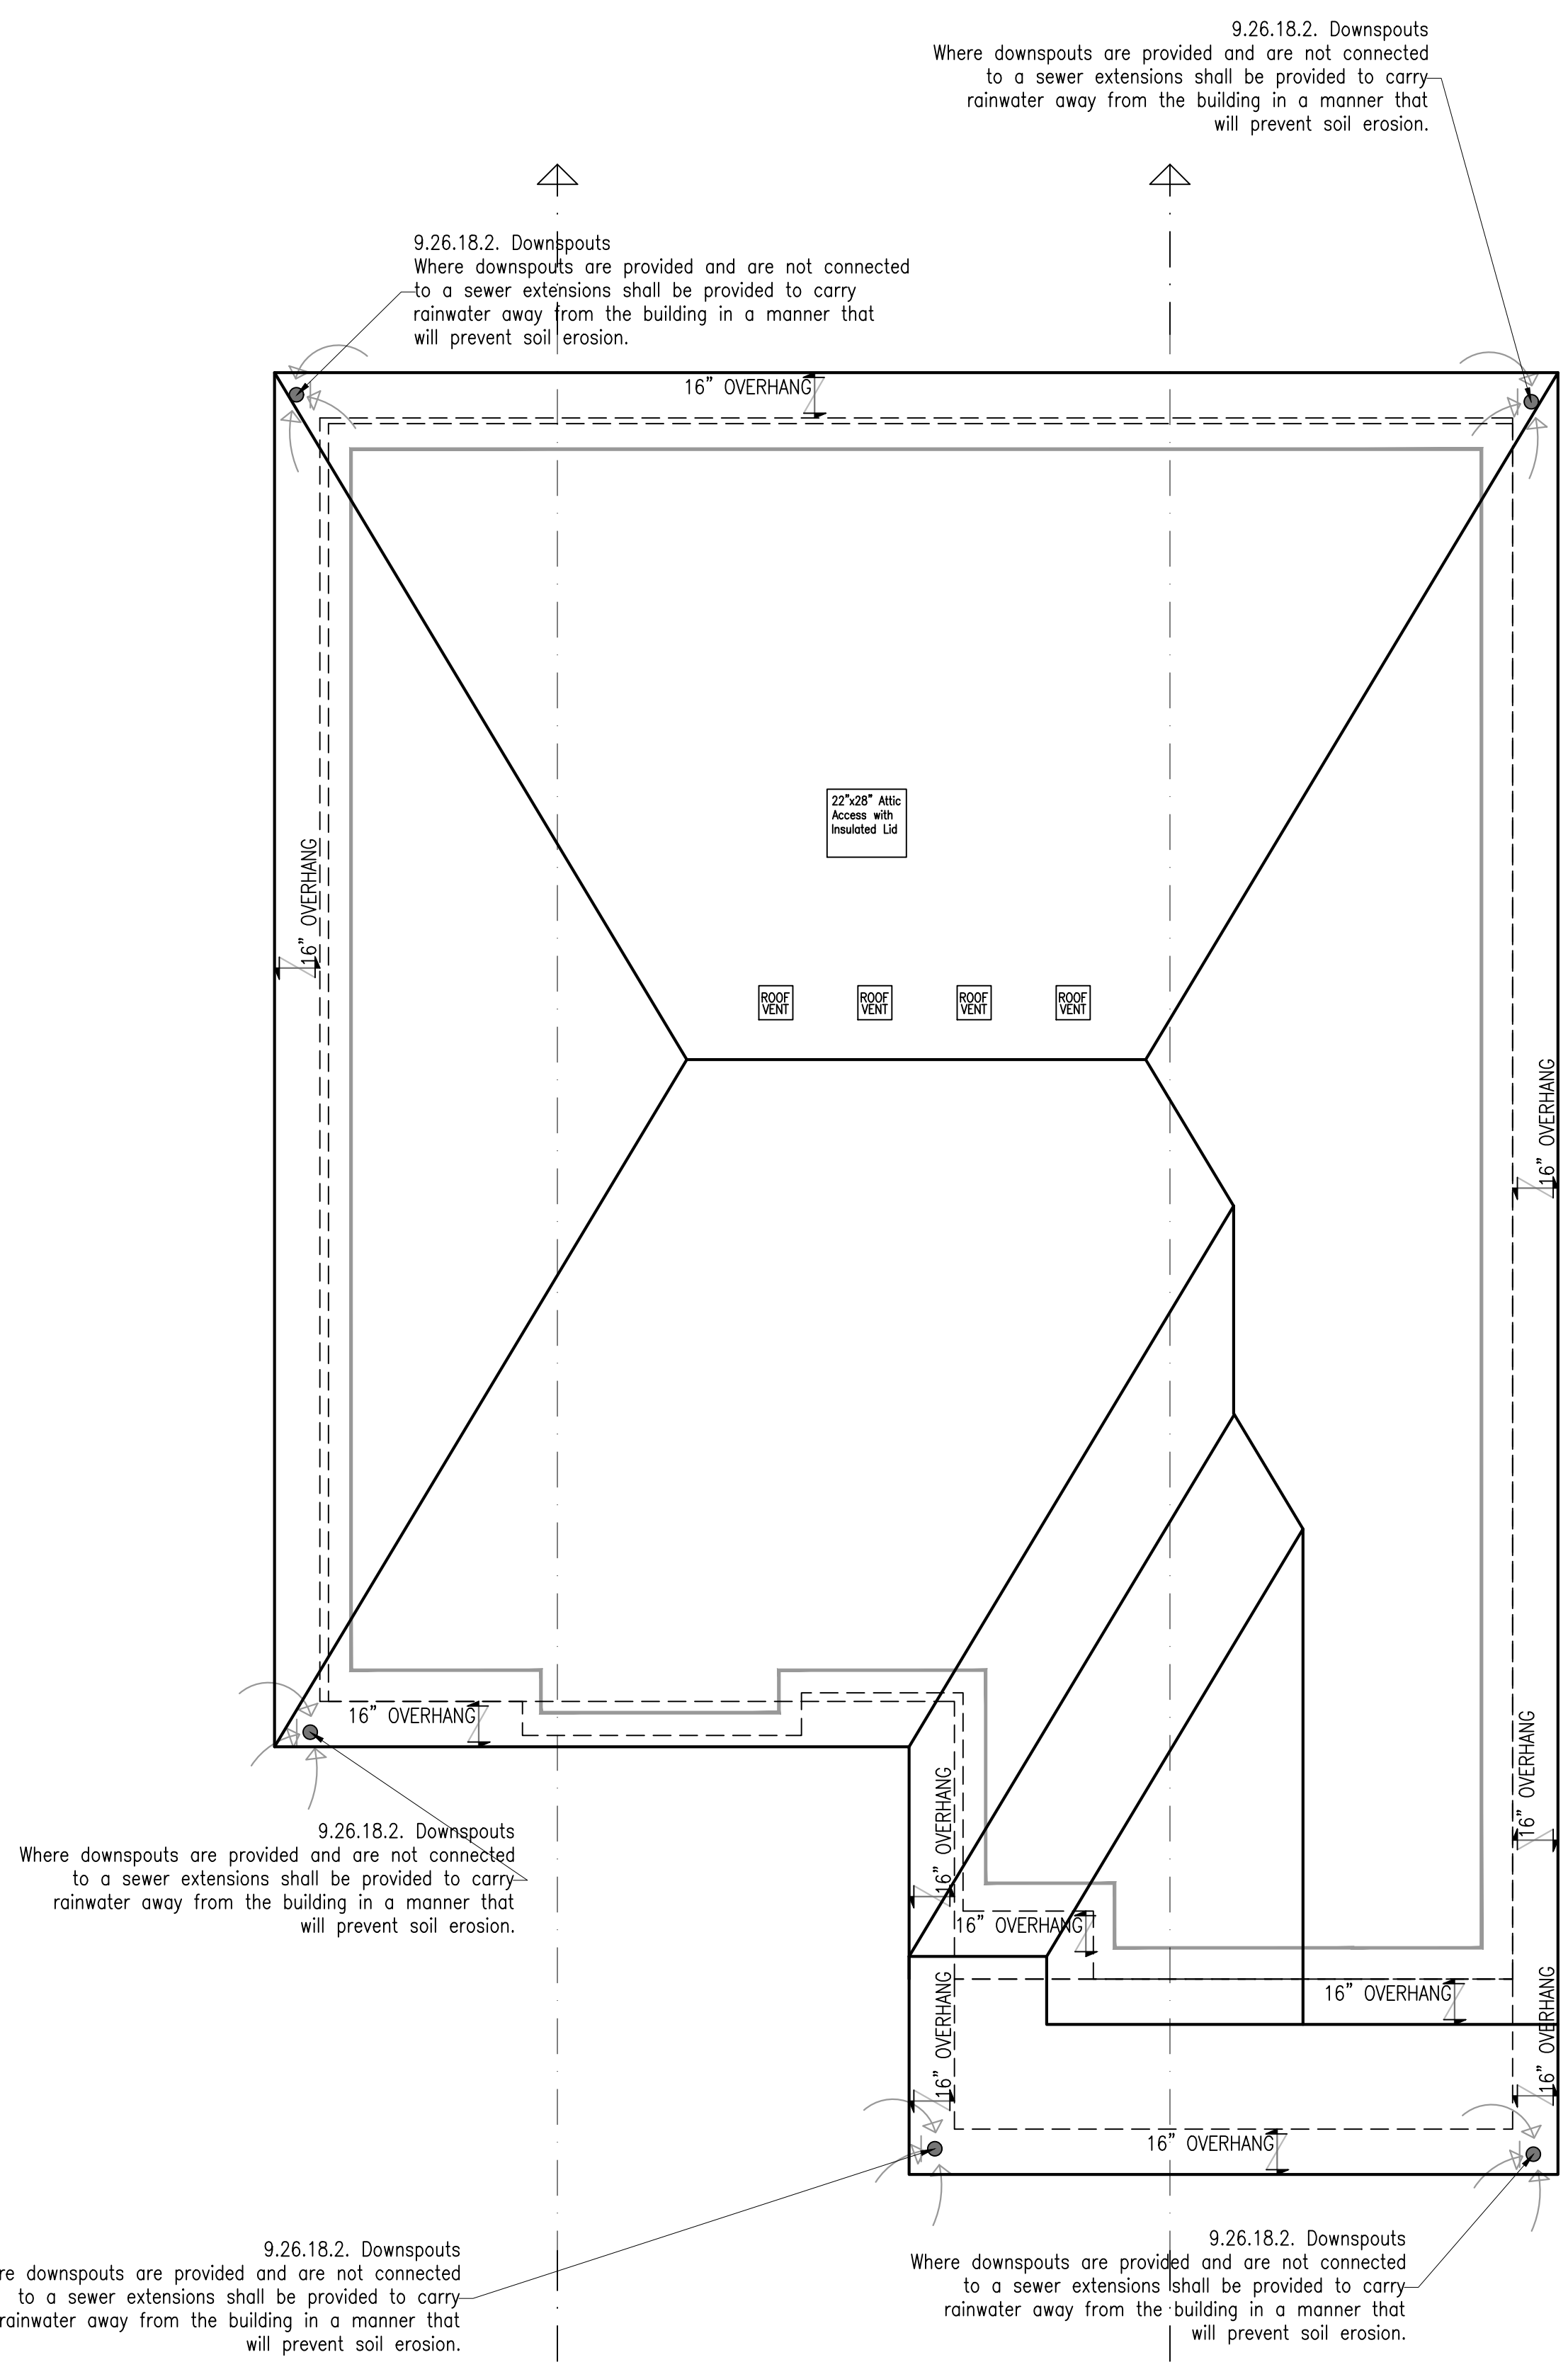 9.26.18.2. Downspouts
Where downspouts are provided and are not connected
to a sewer extensions shall be provided to carry
rainwater away from the building in a manner that
will prevent soil erosion.
9.26.18.2. Downspouts
Where downspouts are provided and are not connected
to a sewer extensions shall be provided to carry
rainwater away from the building in a manner that
will prevent soil erosion.
16" OVERHANG
22"x28" Attic
Access with
Insulated Lid
16" OVERHANG
ROOF
VENT
ROOF
VENT
ROOF
VENT
ROOF
VENT
16" OVERHANG
16" OVERHANG
16" OVERHANG
16" OVERHANG
9.26.18.2. Downspouts
Where downspouts are provided and are not connected
to a sewer extensions shall be provided to carry
rainwater away from the building in a manner that
will prevent soil erosion.
16" OVERHANG
16" OVERHANG
16" OVERHANG
16" OVERHANG
16" OVERHANG
9.26.18.2. Downspouts
re downspouts are provided and are not connected
to a sewer extensions shall be provided to carry
rainwater away from the building in a manner that
will prevent soil erosion.
9.26.18.2. Downspouts
Where downspouts are provided and are not connected
to a sewer extensions shall be provided to carry
rainwater away from the building in a manner that
will prevent soil erosion.